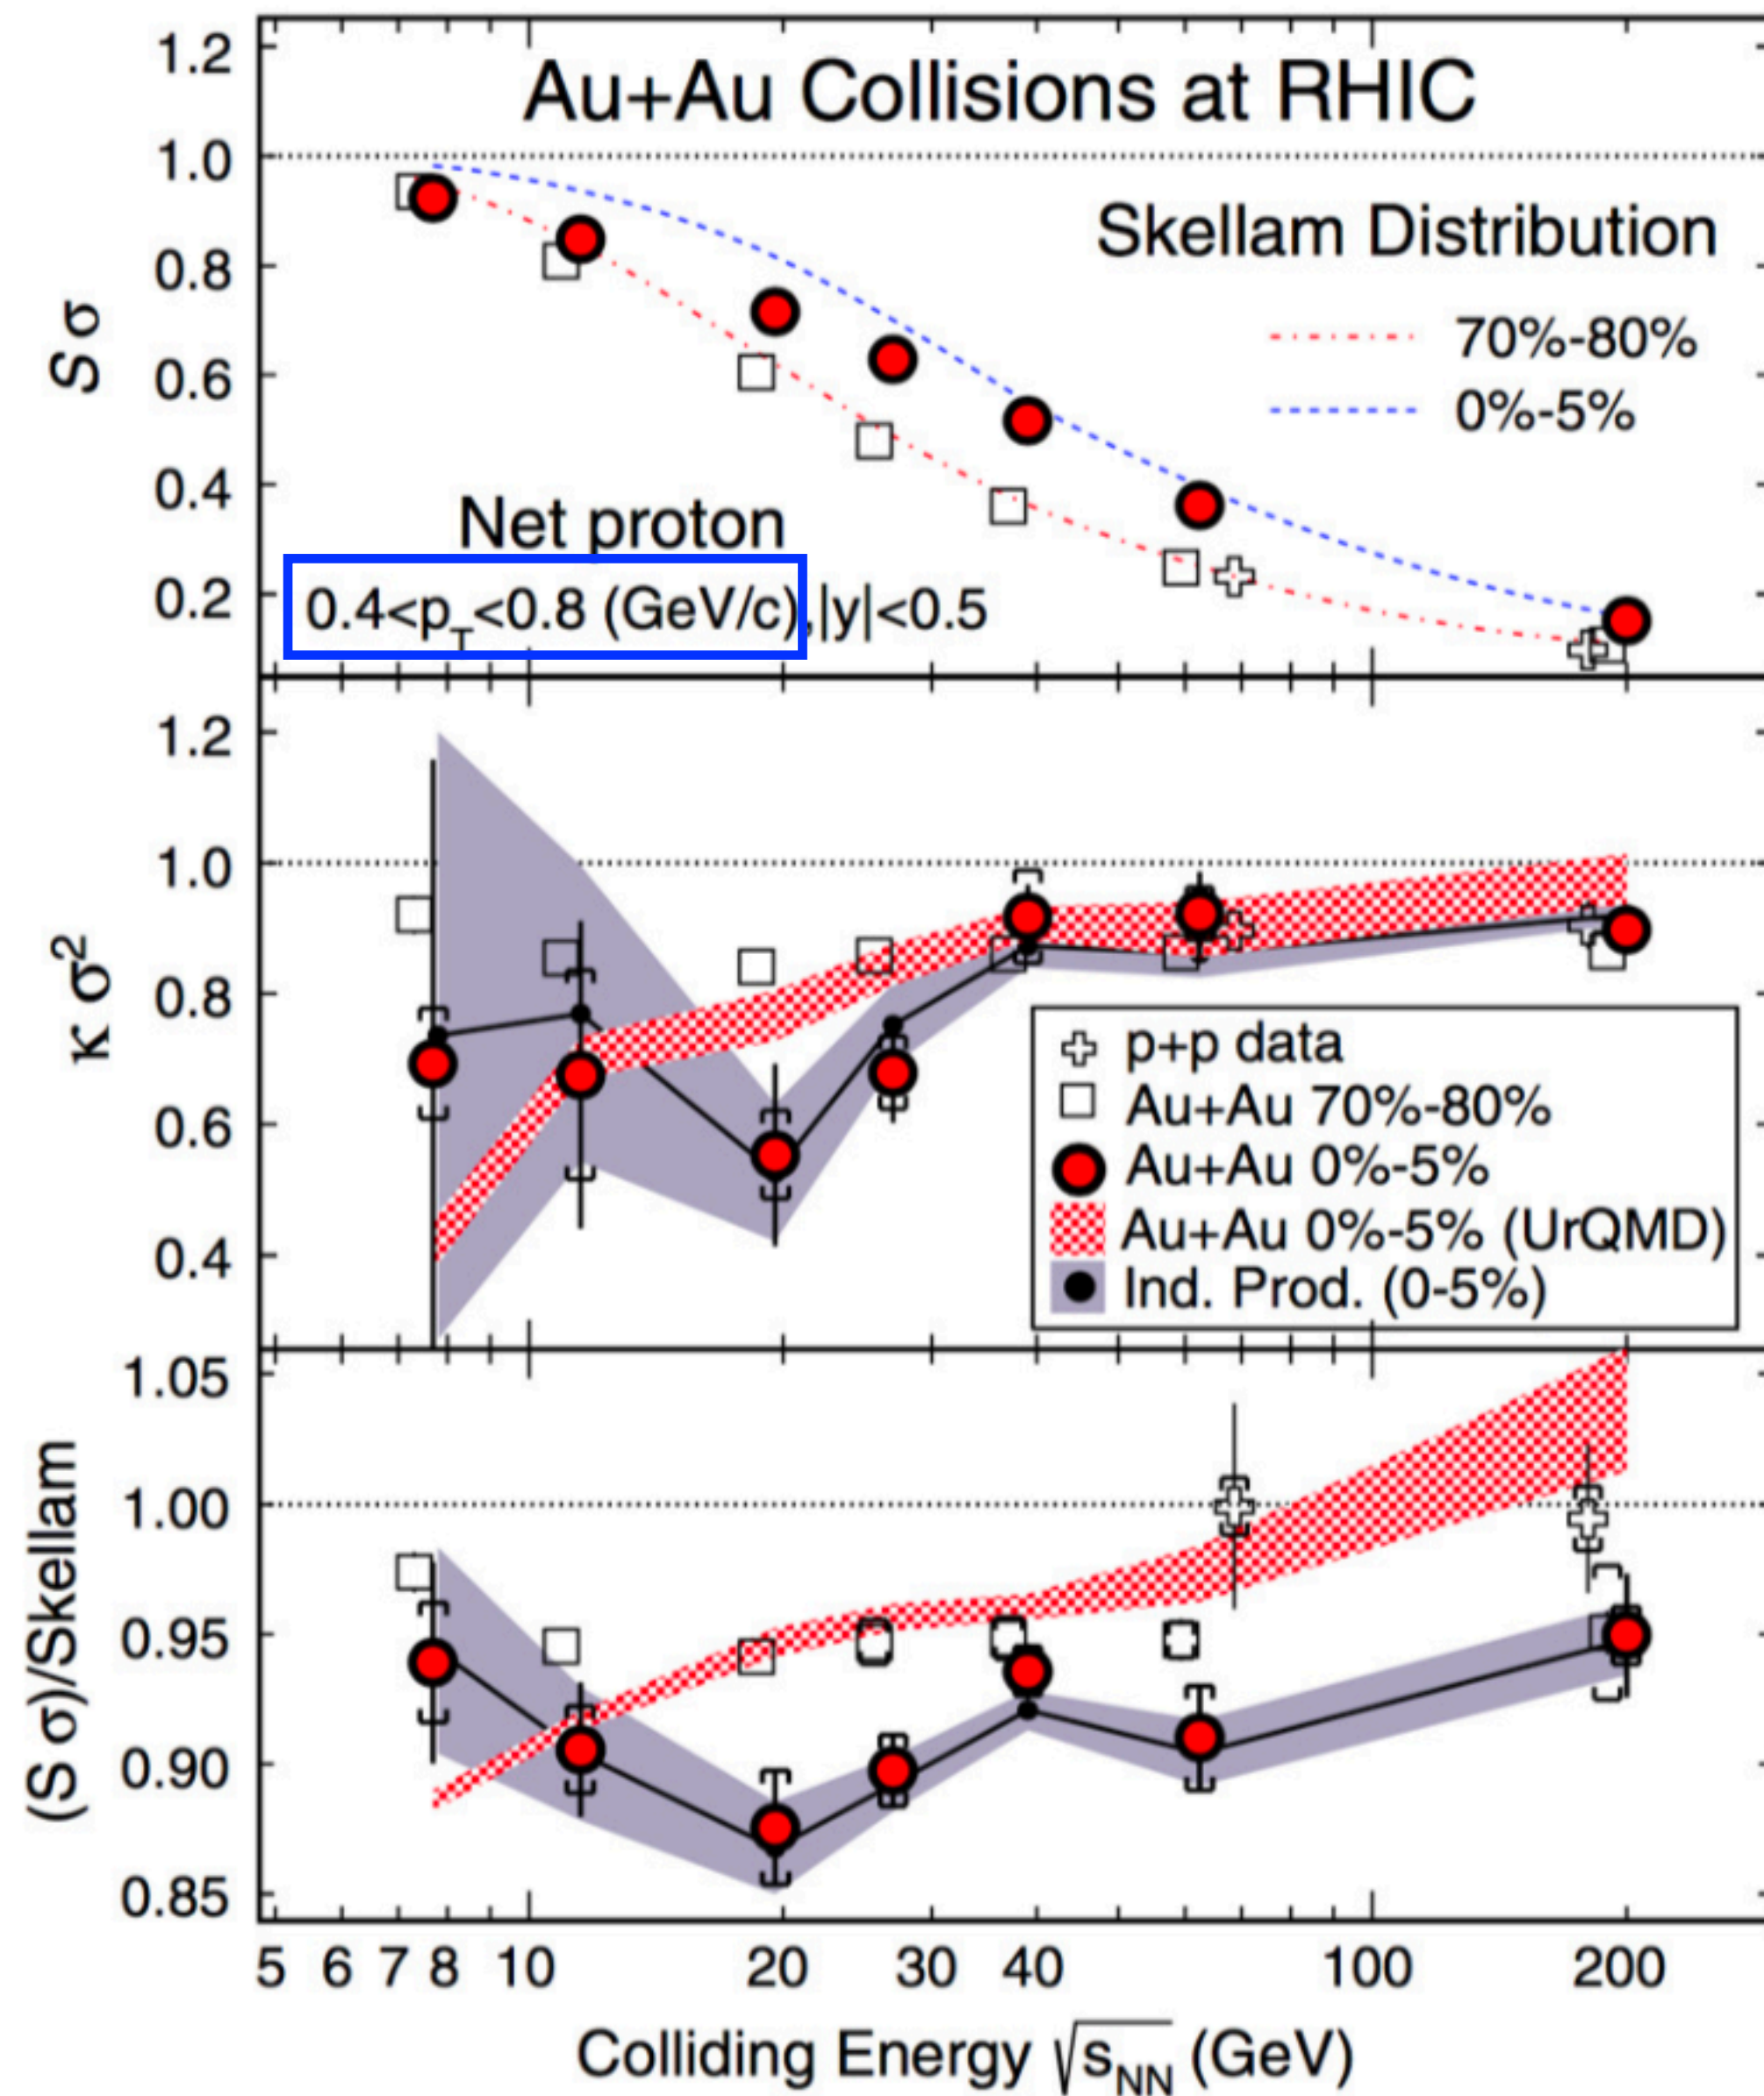 Au+Au Collisions at RHIC
1.2
1.0
0.8
0.6
0.4
0.2
S σ
Skellam Distribution
70%-80%
0%-5%
Net proton
0.4<p_T<0.8 (GeV/c),|y|<0.5
1.2
1.0
0.8
0.6
0.4
κ σ²
p+p data
Au+Au 70%-80%
Au+Au 0%-5%
Au+Au 0%-5% (UrQMD)
Ind. Prod. (0-5%)
1.05
1.00
0.95
0.90
0.85
(S σ)/Skellam
5 6 7 8 10 20 30 40 100 200
Colliding Energy √s_NN (GeV)